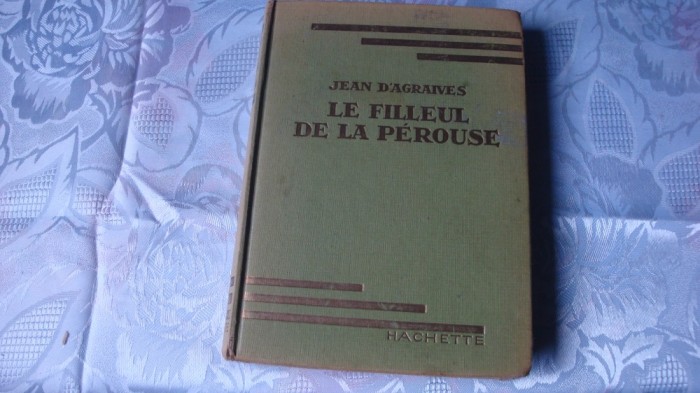 JEAN D'AGRAIVES
LE FILLEUL
DE LA PÉROUSE
HACHETTE